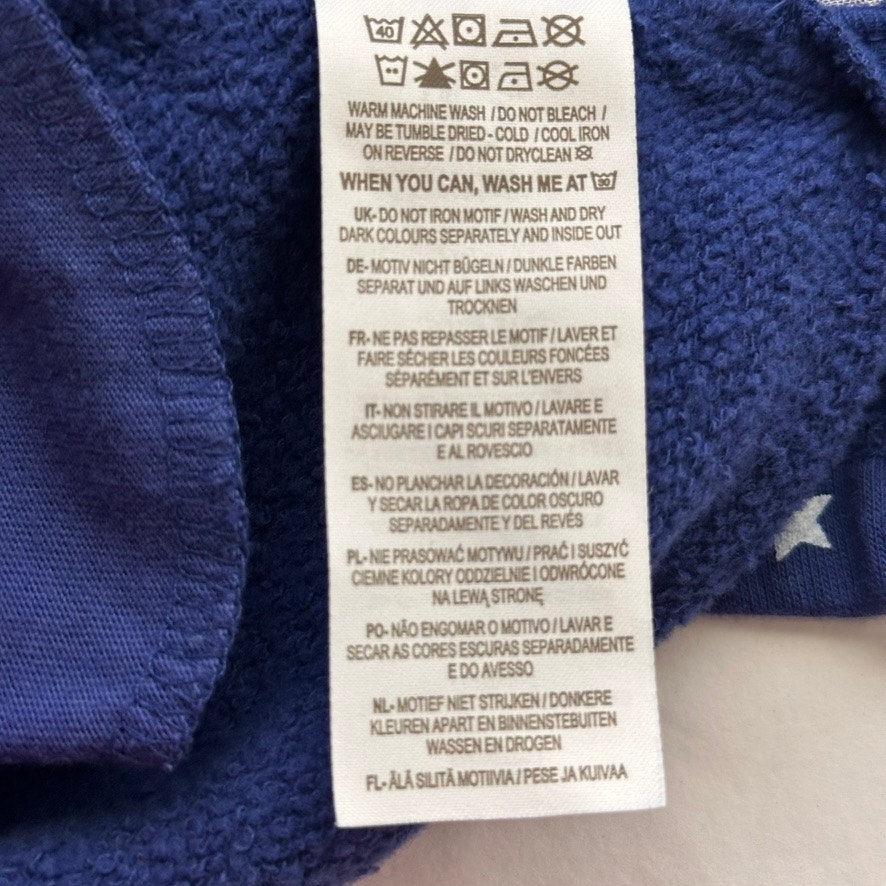 40
WARM MACHINE WASH / DO NOT BLEACH /
MAY BE TUMBLE DRIED - COLD / COOL IRON
ON REVERSE / DO NOT DRYCLEAN
WHEN YOU CAN, WASH ME AT 30
UK- DO NOT IRON MOTIF / WASH AND DRY
DARK COLOURS SEPARATELY AND INSIDE OUT
DE- MOTIV NICHT BÜGELN / DUNKLE FARBEN
SEPARAT UND AUF LINKS WASCHEN UND
TROCKNEN
FR- NE PAS REPASSER LE MOTIF / LAVER ET
FAIRE SÉCHER LES COULEURS FONCÉES
SÉPARÉMENT ET SUR L'ENVERS
IT- NON STIRARE IL MOTIVO / LAVARE E
ASCIUGARE I CAPI SCURI SEPARATAMENTE
E AL ROVESCIO
ES- NO PLANCHAR LA DECORACIÓN / LAVAR
Y SECAR LA ROPA DE COLOR OSCURO
SEPARADAMENTE Y DEL REVÉS
PL- NIE PRASOWAĆ MOTYWU / PRAĆ I SUSZYĆ
CIEMNE KOLORY ODDZIELNIE I ODWRÓCONE
NA LEWĄ STRONĘ
PO- NÃO ENGOMAR O MOTIVO / LAVAR E
SECAR AS CORES ESCURAS SEPARADAMENTE
E DO AVESSO
NL- MOTIEF NIET STRIJKEN / DONKERE
KLEUREN APART EN BINNENSTEBUITEN
WASSEN EN DROGEN
FL- ÄLÄ SILITÄ MOTIIVIA / PESE JA KUIVAA